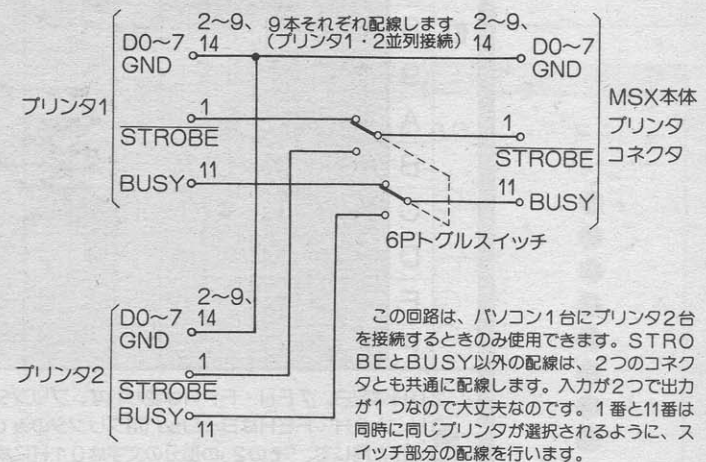 2～9、 9本それぞれ配線します 2～9、
D0～7 14 (プリンタ1・2並列接続) 14 D0～7
GND GND
プリンタ1
1
STROBE
BUSY 11
MSX本体
プリンタ
コネクタ
1
STROBE
11 BUSY
6Pトグルスイッチ
2～9、
D0～7 14
GND
プリンタ2
1
STROBE
BUSY
11
この回路は、パソコン1台にプリンタ2台
を接続するときのみ使用できます。STRO
BEとBUSY以外の配線は、2つのコネク
タとも共通に配線します。入力が2つで出力
が1つなので大丈夫なのです。1番と11番は
同時に同じプリンタが選択されるように、ス
イッチ部分の配線を行います。